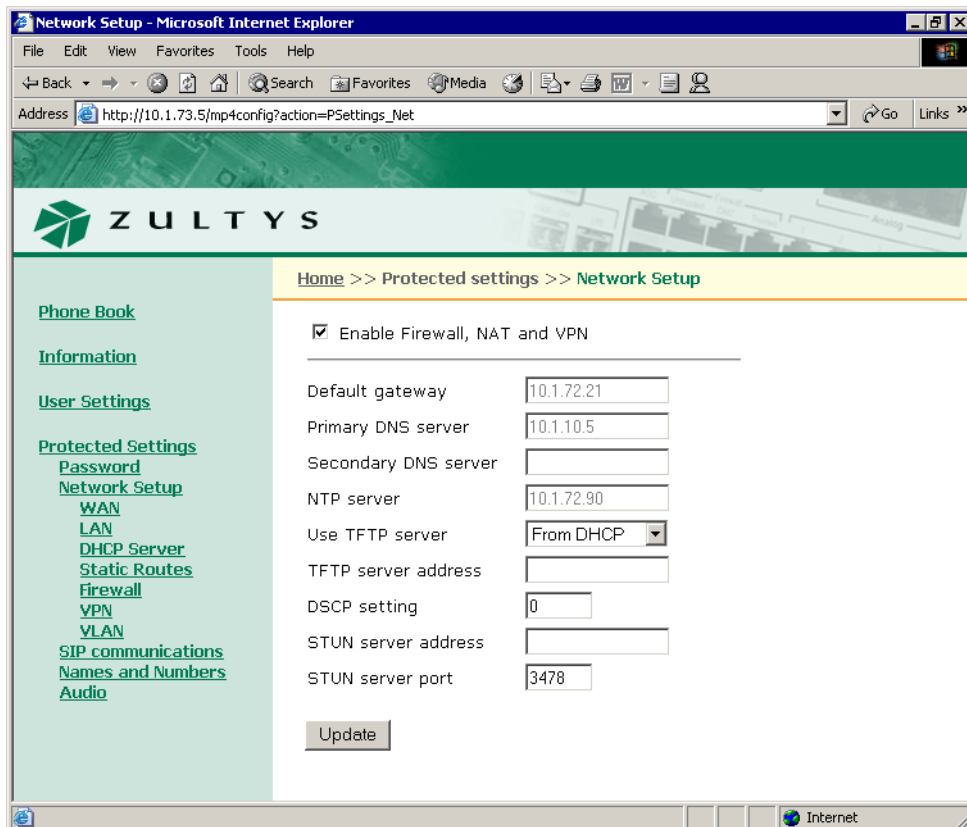 Network Setup - Microsoft Internet Explorer
File Edit View Favorites Tools Help
Back Search Favorites Media
Address http://10.1.73.5/mp4config?action=PSettings_Net Go Links »
ZULTYS
Home >> Protected settings >> Network Setup
Phone Book
Information
User Settings
Protected Settings
Password
Network Setup
WAN
LAN
DHCP Server
Static Routes
Firewall
VPN
VLAN
SIP communications
Names and Numbers
Audio
Enable Firewall, NAT and VPN
Default gateway 10.1.72.21
Primary DNS server 10.1.10.5
Secondary DNS server
NTP server 10.1.72.90
Use TFTP server From DHCP
TFTP server address
DSCP setting 0
STUN server address
STUN server port 3478
Update
Internet